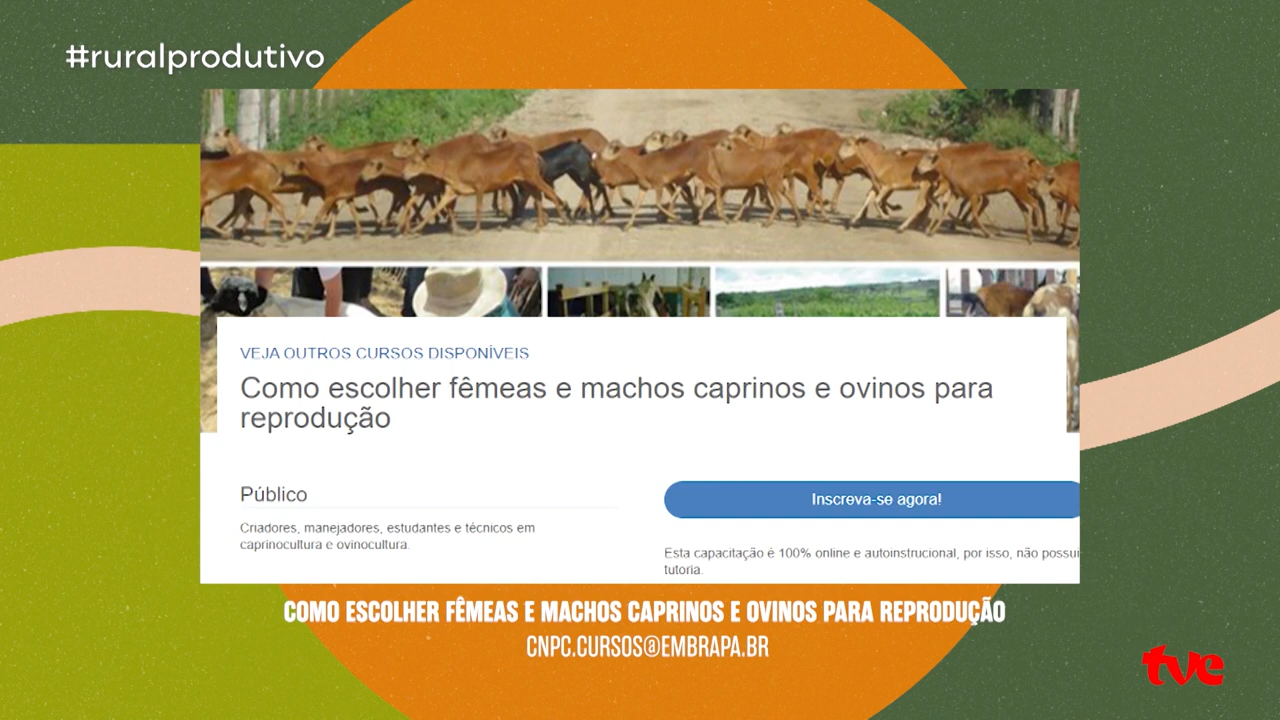 #ruralprodutivo
VEJA OUTROS CURSOS DISPONÍVEIS
Como escolher fêmeas e machos caprinos e ovinos para
reprodução
Público
Criadores, manejadores, estudantes e técnicos em
caprinocultura e ovinocultura.
Inscreva-se agora!
Esta capacitação é 100% online e autoinstrucional, por isso, não possui
tutoria.
COMO ESCOLHER FÊMEAS E MACHOS CAPRINOS E OVINOS PARA REPRODUÇÃO
CNPC.CURSOS@EMBRAPA.BR
tve